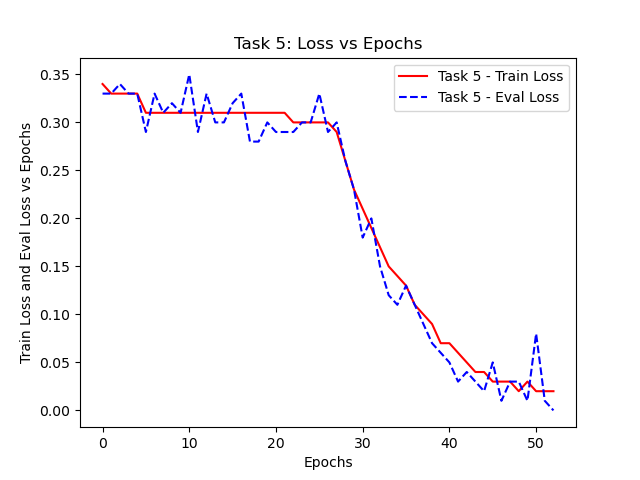 Task 5: Loss vs Epochs
Task 5 - Train Loss
Task 5 - Eval Loss
Train Loss and Eval Loss vs Epochs
0.35
0.30
0.25
0.20
0.15
0.10
0.05
0.00
0 10 20 30 40 50
Epochs